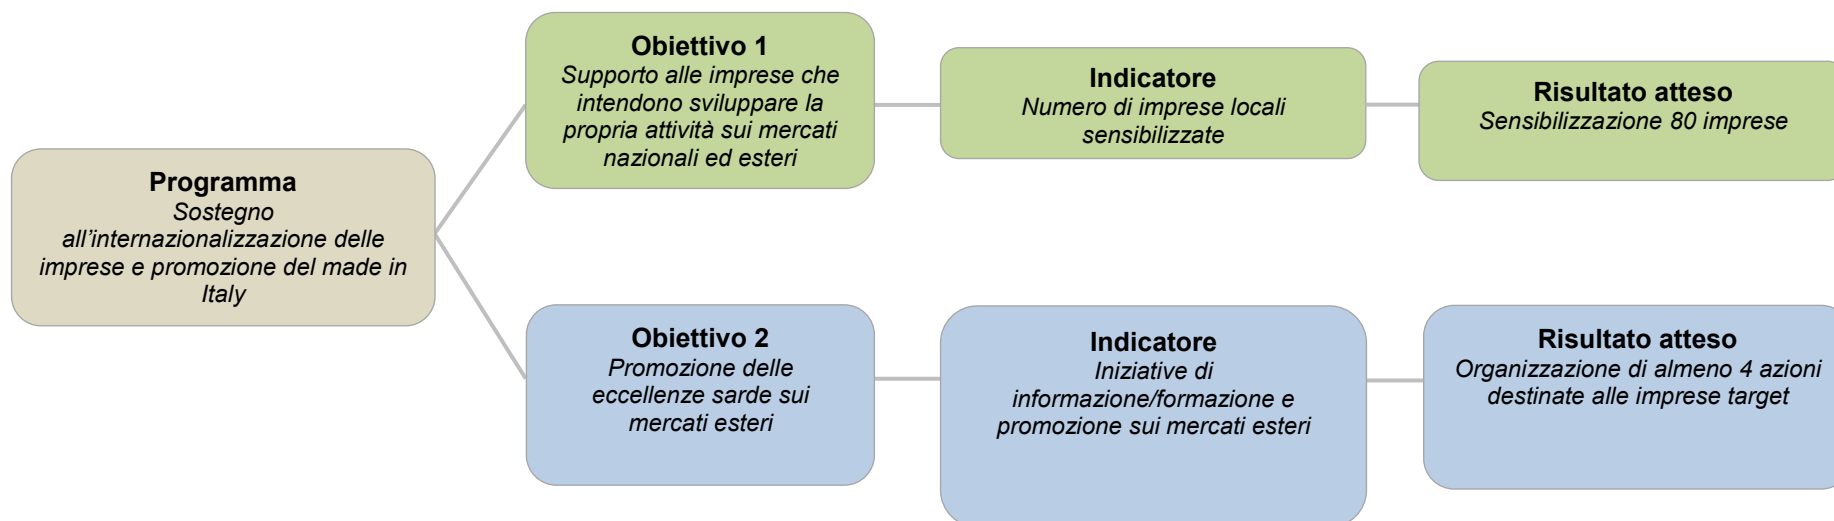 Programma
Sostegno
all’internazionalizzazione delle
imprese e promozione del made in
Italy
Obiettivo 1
Supporto alle imprese che
intendono sviluppare la
propria attività sui mercati
nazionali ed esteri
Indicatore
Numero di imprese locali
sensibilizzate
Risultato atteso
Sensibilizzazione 80 imprese
Obiettivo 2
Promozione delle
eccellenze sarde sui
mercati esteri
Indicatore
Iniziative di
informazione/formazione e
promozione sui mercati esteri
Risultato atteso
Organizzazione di almeno 4 azioni
destinate alle imprese target